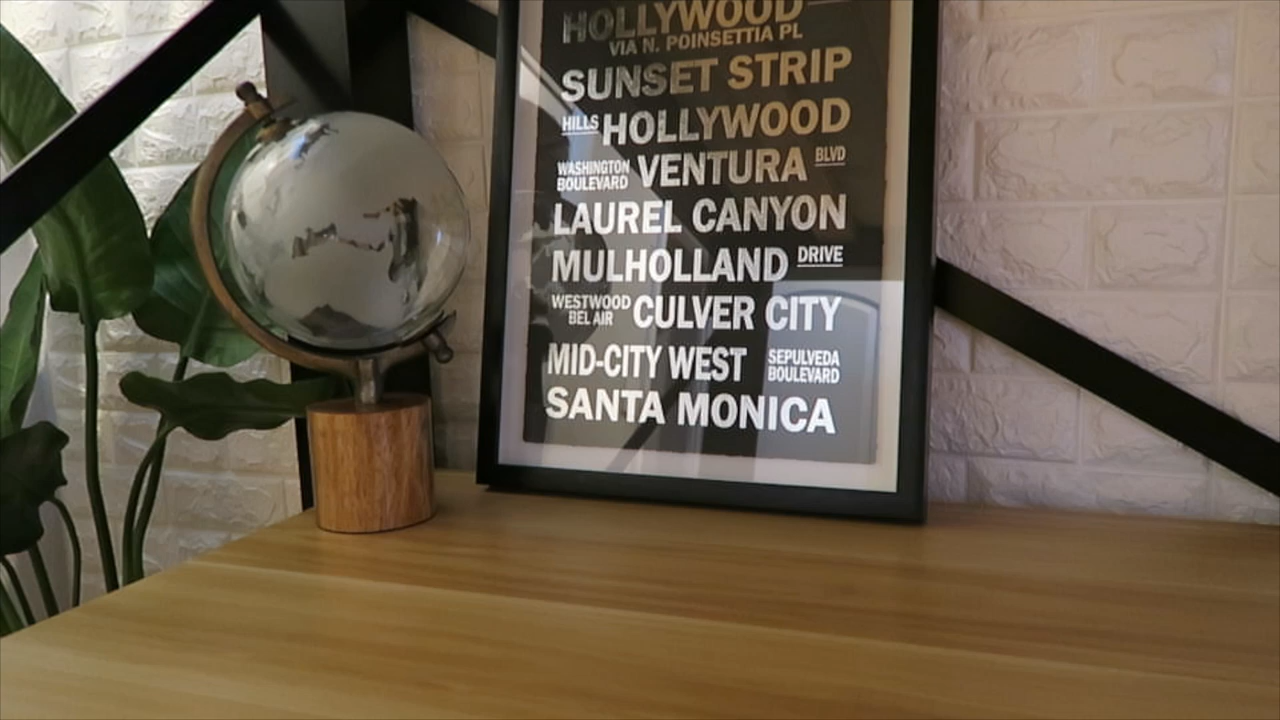 HOLLYWOOD
VIA N. POINSETTIA PL
SUNSET STRIP
HILLS HOLLYWOOD
WASHINGTON BOULEVARD VENTURA BLVD
LAUREL CANYON
MULHOLLAND DRIVE
WESTWOOD BEL AIR CULVER CITY
MID-CITY WEST SEPULVEDA BOULEVARD
SANTA MONICA